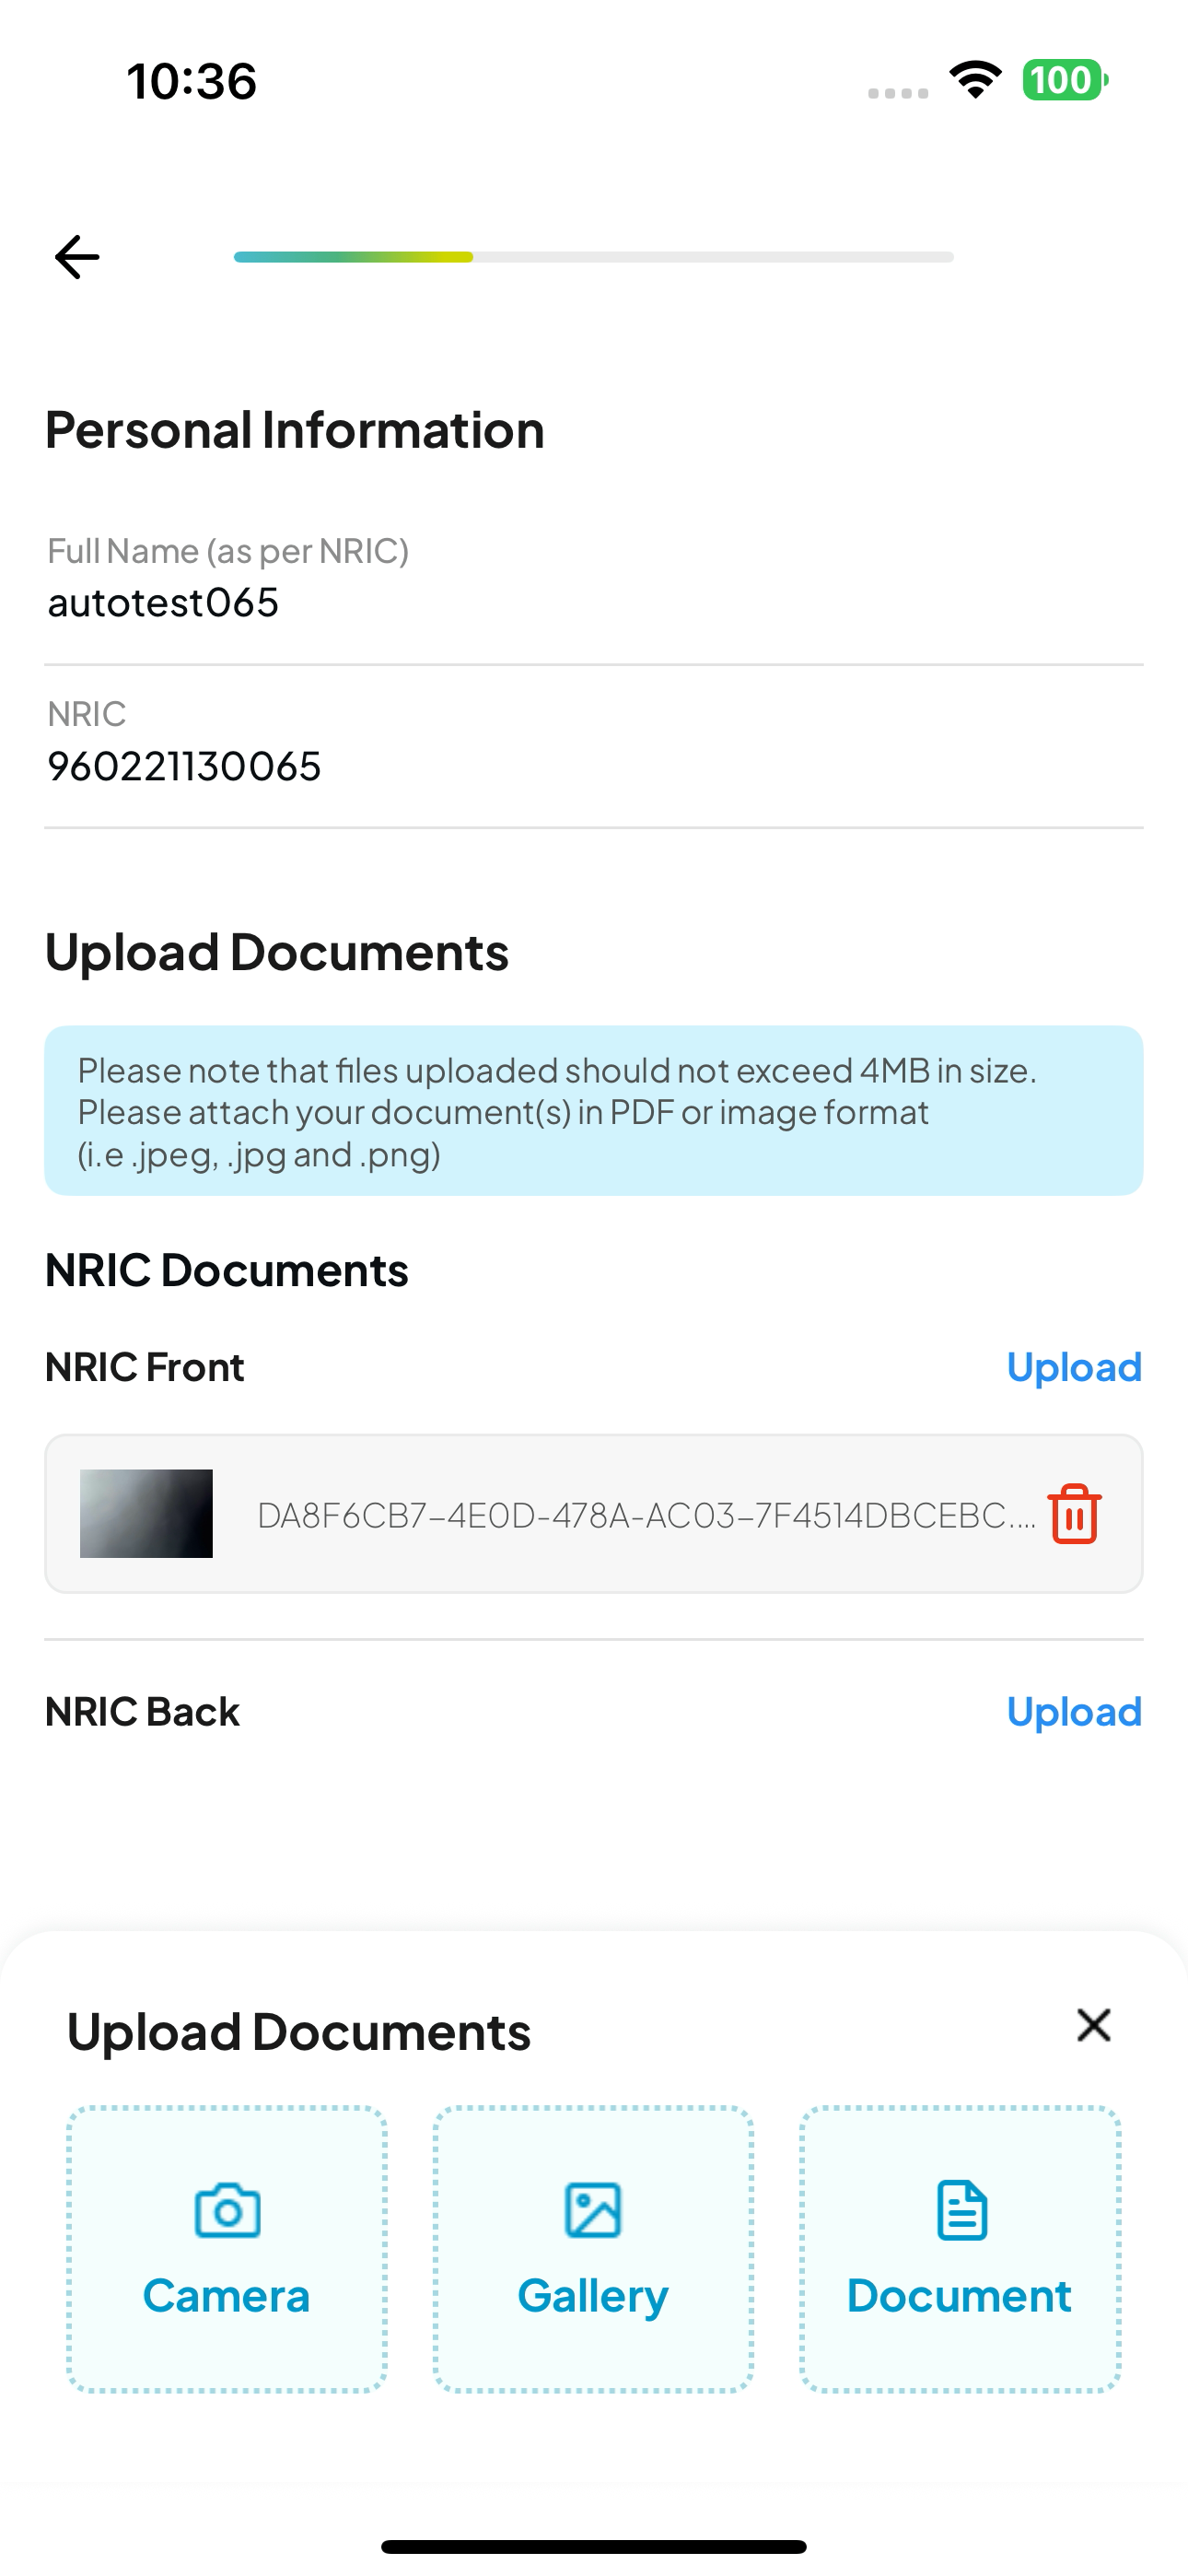 10:36
100
Personal Information
Full Name (as per NRIC)
autotest065
NRIC
960221130065
Upload Documents
Please note that files uploaded should not exceed 4MB in size.
Please attach your document(s) in PDF or image format
(i.e .jpeg, .jpg and .png)
NRIC Documents
NRIC Front
Upload
DA8F6CB7-4E0D-478A-AC03-7F4514DBCEBC....
NRIC Back
Upload
Upload Documents
Camera
Gallery
Document